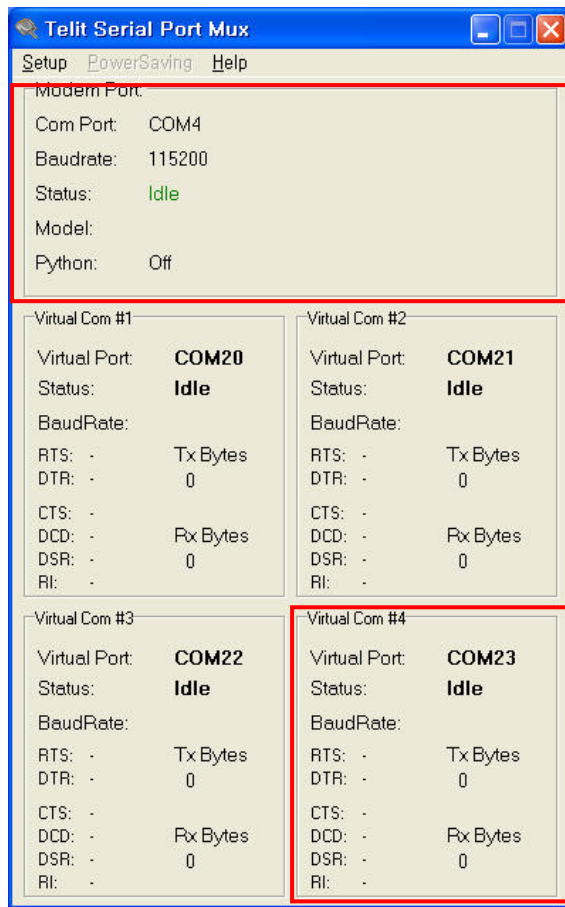 Telit Serial Port Mux
Setup PowerSaving Help
Modem Port:
Com Port: COM4
Baudrate: 115200
Status: Idle
Model:
Python: Off
Virtual Com #1
Virtual Port: COM20
Status: Idle
BaudRate:
RTS: - Tx Bytes
DTR: - 0
CTS: -
DCD: - Rx Bytes
DSR: - 0
RI: -
Virtual Com #2
Virtual Port: COM21
Status: Idle
BaudRate:
RTS: - Tx Bytes
DTR: - 0
CTS: -
DCD: - Rx Bytes
DSR: - 0
RI: -
Virtual Com #3
Virtual Port: COM22
Status: Idle
BaudRate:
RTS: - Tx Bytes
DTR: - 0
CTS: -
DCD: - Rx Bytes
DSR: - 0
RI: -
Virtual Com #4
Virtual Port: COM23
Status: Idle
BaudRate:
RTS: - Tx Bytes
DTR: - 0
CTS: -
DCD: - Rx Bytes
DSR: - 0
RI: -